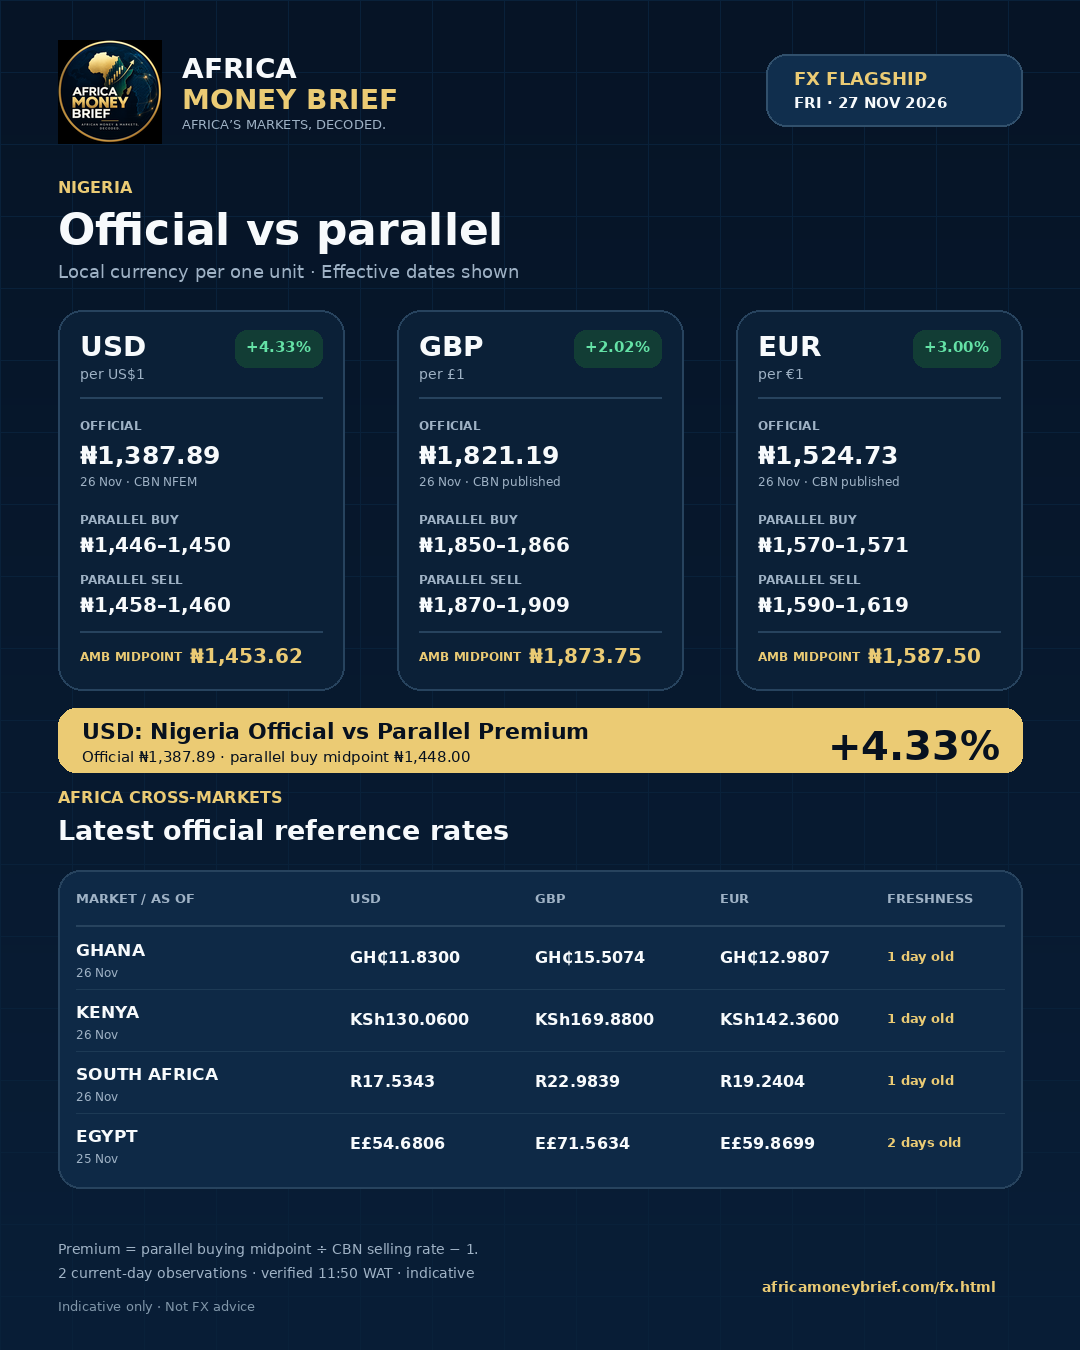 AFRICA
MONEY
BRIEF
AFRICAN MONEY & MARKETS
DECODED
AFRICA
MONEY BRIEF
AFRICA’S MARKETS, DECODED.
FX FLAGSHIP
FRI · 27 NOV 2026
NIGERIA
Official vs parallel
Local currency per one unit · Effective dates shown
USD
+4.33%
per US$1
OFFICIAL
₦1,387.89
26 Nov · CBN NFEM
PARALLEL BUY
₦1,446–1,450
PARALLEL SELL
₦1,458–1,460
AMB MIDPOINT ₦1,453.62
GBP
+2.02%
per £1
OFFICIAL
₦1,821.19
26 Nov · CBN published
PARALLEL BUY
₦1,850–1,866
PARALLEL SELL
₦1,870–1,909
AMB MIDPOINT ₦1,873.75
EUR
+3.00%
per €1
OFFICIAL
₦1,524.73
26 Nov · CBN published
PARALLEL BUY
₦1,570–1,571
PARALLEL SELL
₦1,590–1,619
AMB MIDPOINT ₦1,587.50
USD: Nigeria Official vs Parallel Premium
Official ₦1,387.89 · parallel buy midpoint ₦1,448.00
+4.33%
AFRICA CROSS-MARKETS
Latest official reference rates
MARKET / AS OF USD GBP EUR FRESHNESS
GHANA GH₵11.8300 GH₵15.5074 GH₵12.9807 1 day old
26 Nov
KENYA KSh130.0600 KSh169.8800 KSh142.3600 1 day old
26 Nov
SOUTH AFRICA R17.5343 R22.9839 R19.2404 1 day old
26 Nov
EGYPT E£54.6806 E£71.5634 E£59.8699 2 days old
25 Nov
Premium = parallel buying midpoint ÷ CBN selling rate − 1.
2 current-day observations · verified 11:50 WAT · indicative
Indicative only · Not FX advice
africamoneybrief.com/fx.html